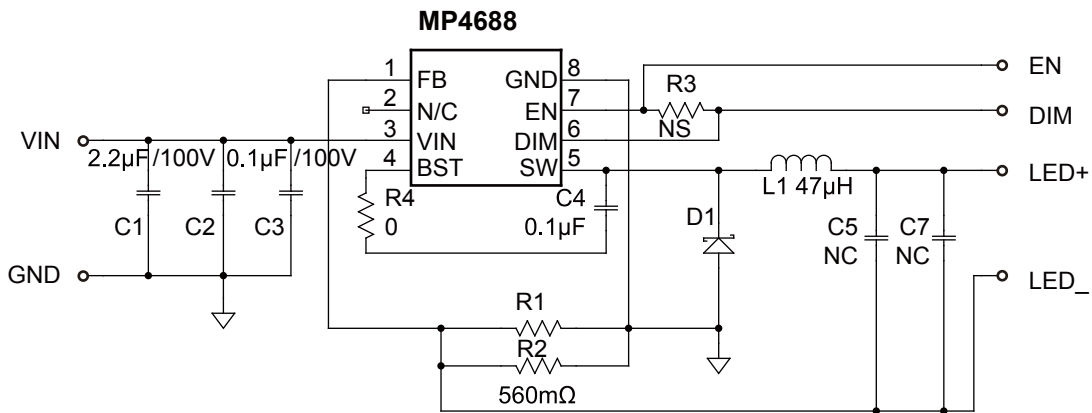 MP4688
1 FB GND 8
2 N/C EN 7
3 VIN DIM 6
4 BST SW 5
EN
R3
NS
DIM
VIN
2.2µF/100V 0.1µF/100V
C1 C2 C3
GND
R4
0
C4
0.1µF
L1 47µH
LED+
D1
C5 C7
NC NC
LED_
R1
R2
560mΩ